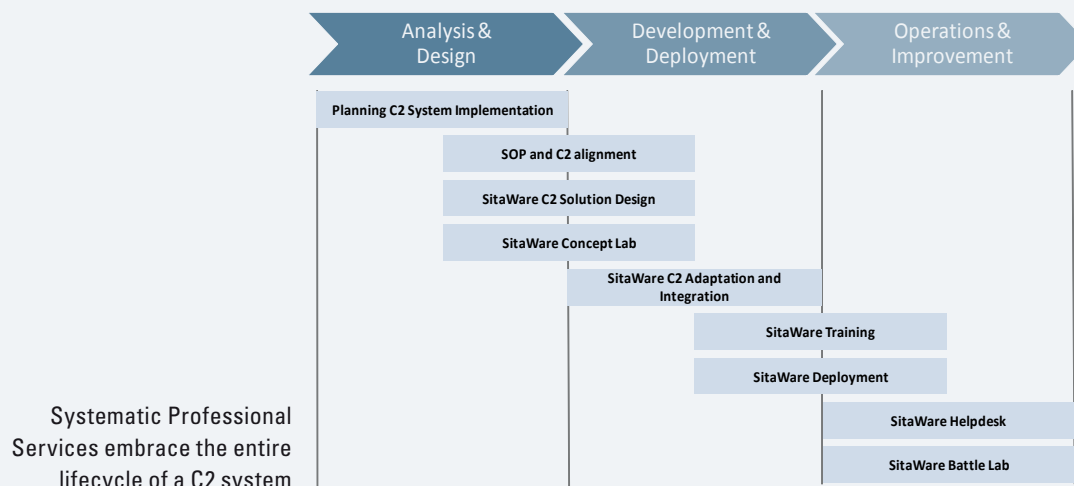 Analysis &
Design
Development &
Deployment
Operations &
Improvement
Planning C2 System Implementation
SOP and C2 alignment
SitaWare C2 Solution Design
SitaWare Concept Lab
SitaWare C2 Adaptation and
Integration
SitaWare Training
SitaWare Deployment
SitaWare Helpdesk
SitaWare Battle Lab
Systematic Professional
Services embrace the entire
lifecycle of a C2 system